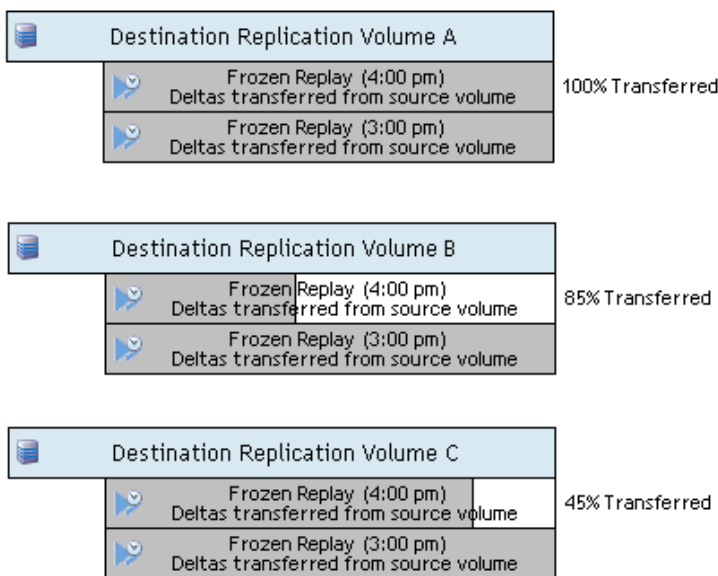 Destination Replication Volume A
Frozen Replay (4:00 pm)
Deltas transferred from source volume
100% Transferred
Frozen Replay (3:00 pm)
Deltas transferred from source volume
Destination Replication Volume B
Frozen Replay (4:00 pm)
Deltas transferred from source volume
85% Transferred
Frozen Replay (3:00 pm)
Deltas transferred from source volume
Destination Replication Volume C
Frozen Replay (4:00 pm)
Deltas transferred from source volume
45% Transferred
Frozen Replay (3:00 pm)
Deltas transferred from source volume